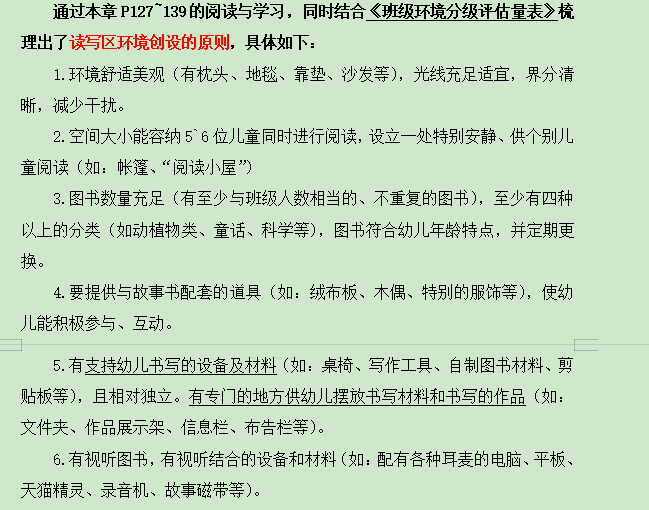 通过本章P127~139的阅读与学习，同时结合《班级环境分级评估量表》梳
理出了读写区环境创设的原则，具体如下：
1.环境舒适美观（有枕头、地毯、靠垫、沙发等），光线充足适宜，界分清
晰，减少干扰。
2.空间大小能容纳5`6位儿童同时进行阅读，设立一处特别安静、供个别儿
童阅读（如：帐篷、“阅读小屋”）
3.图书数量充足（有至少与班级人数相当的、不重复的图书），至少有四种
以上的分类（如动植物类、童话、科学等），图书符合幼儿年龄特点，并定期更
换。
4.要提供与故事书配套的道具（如：绒布板、木偶、特别的服饰等），使幼
儿能积极参与、互动。
5.有支持幼儿书写的设备及材料（如：桌椅、写作工具、自制图书材料、剪
贴板等），且相对独立。有专门的地方供幼儿摆放书写材料和书写的作品（如：
文件夹、作品展示架、信息栏、布告栏等）。
6.有视听图书，有视听结合的设备和材料（如：配有各种耳麦的电脑、平板、
天猫精灵、录音机、故事磁带等）。